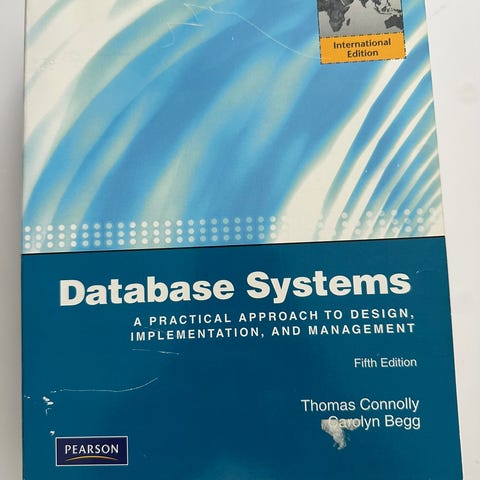 International
Edition
Database Systems
A PRACTICAL APPROACH TO DESIGN,
IMPLEMENTATION, AND MANAGEMENT
Fifth Edition
Thomas Connolly
Carolyn Begg
PEARSON